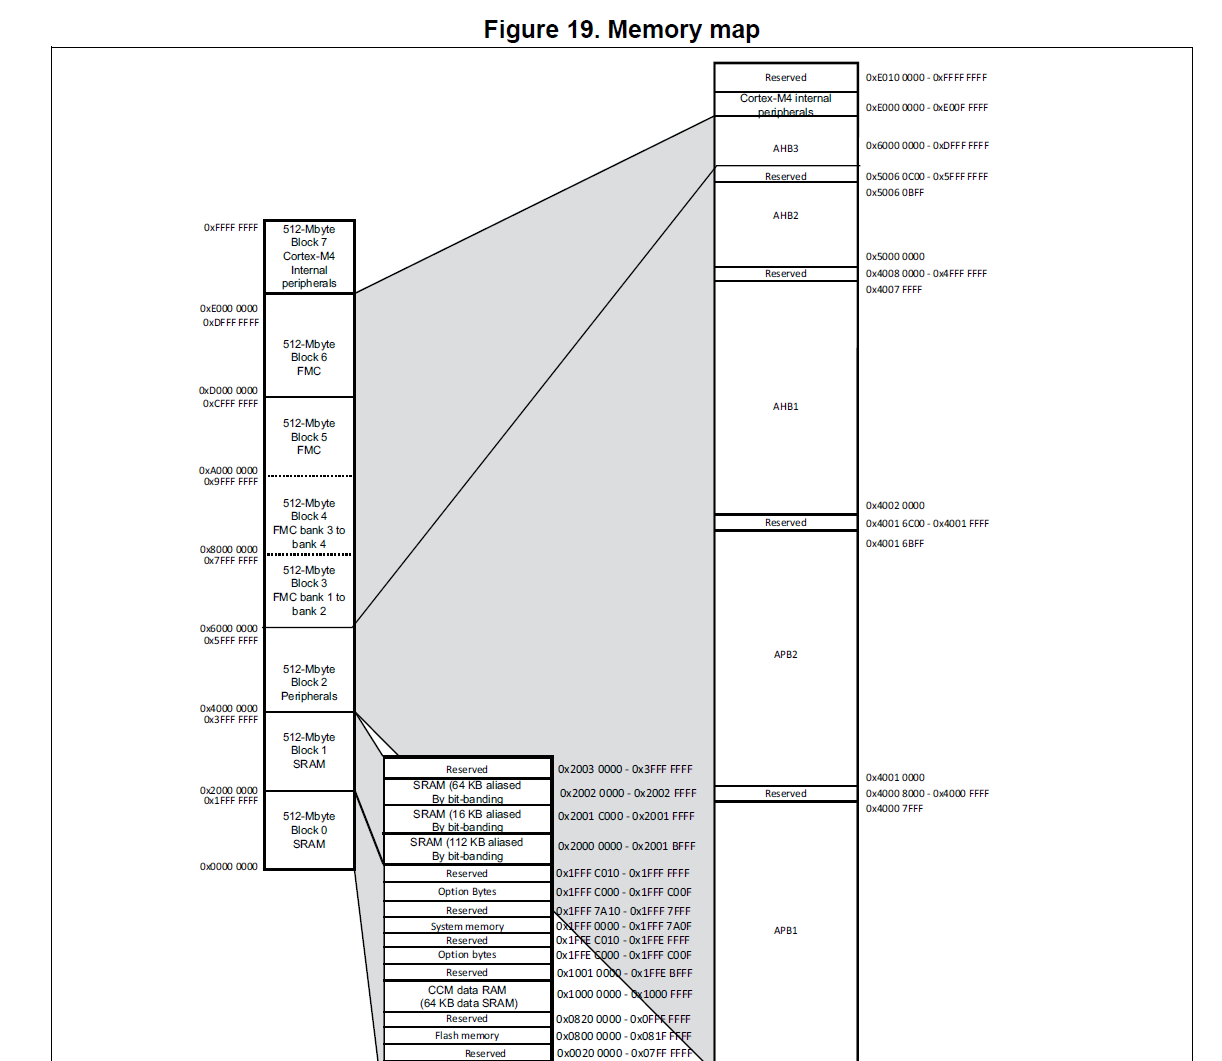 Figure 19. Memory map
Reserved
0xE010 0000 - 0xFFFF FFFF
Cortex-M4 internal
peripherals
0xE000 0000 - 0xE00F FFFF
AHB3
0x6000 0000 - 0xDFFF FFFF
Reserved
0x5006 0C00 - 0x5FFF FFFF
0x5006 0BFF
AHB2
0x5000 0000
Reserved
0x4008 0000 - 0x4FFF FFFF
0x4007 FFFF
AHB1
0x4002 0000
Reserved
0x4001 6C00 - 0x4001 FFFF
0x4001 6BFF
APB2
0x4001 0000
Reserved
0x4000 8000 - 0x4000 FFFF
0x4000 7FFF
APB1
0xFFFF FFFF
512-Mbyte
Block 7
Cortex-M4
Internal
peripherals
0xE000 0000
0xDFFF FFFF
512-Mbyte
Block 6
FMC
0xD000 0000
0xCFFF FFFF
512-Mbyte
Block 5
FMC
0xA000 0000
0x9FFF FFFF
512-Mbyte
Block 4
FMC bank 3 to
bank 4
0x8000 0000
0x7FFF FFFF
512-Mbyte
Block 3
FMC bank 1 to
bank 2
0x6000 0000
0x5FFF FFFF
512-Mbyte
Block 2
Peripherals
0x4000 0000
0x3FFF FFFF
512-Mbyte
Block 1
SRAM
0x2000 0000
0x1FFF FFFF
512-Mbyte
Block 0
SRAM
0x0000 0000
Reserved
0x2003 0000 - 0x3FFF FFFF
SRAM (64 KB aliased
By bit-banding
0x2002 0000 - 0x2002 FFFF
SRAM (16 KB aliased
By bit-banding
0x2001 C000 - 0x2001 FFFF
SRAM (112 KB aliased
By bit-banding
0x2000 0000 - 0x2001 BFFF
Reserved
0x1FFF C010 - 0x1FFF FFFF
Option Bytes
0x1FFF C000 - 0x1FFF C00F
Reserved
0x1FFF 7A10 - 0x1FFF 7FFF
System memory
0x1FFF 0000 - 0x1FFF 7A0F
Reserved
0x1FFE C010 - 0x1FFE FFFF
Option bytes
0x1FFE C000 - 0x1FFF C00F
Reserved
0x1001 0000 - 0x1FFE BFFF
CCM data RAM
(64 KB data SRAM)
0x1000 0000 - 0x1000 FFFF
Reserved
0x0820 0000 - 0x0FFF FFFF
Flash memory
0x0800 0000 - 0x081F FFFF
Reserved
0x0020 0000 - 0x07FF FFFF